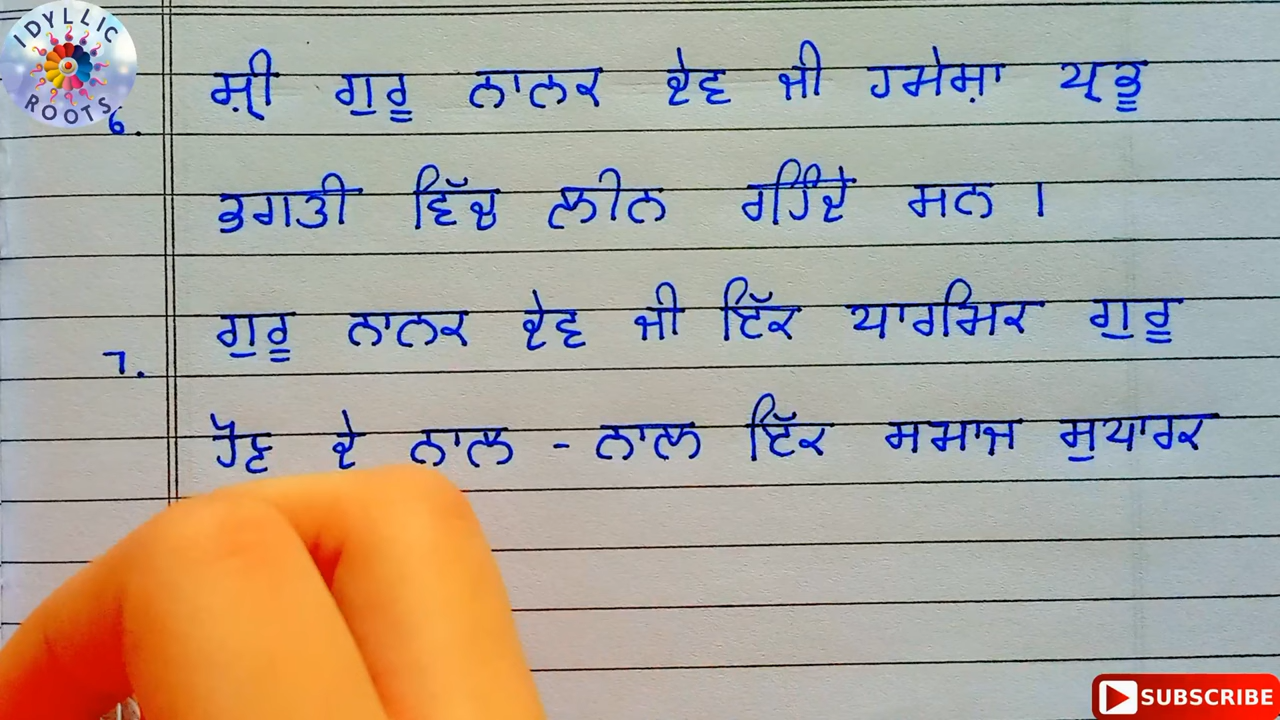 IDYLLIC ROOTS
6. ਸ਼੍ਰੀ ਗੁਰੂ ਨਾਨਕ ਦੇਵ ਜੀ ਹਮੇਸ਼ਾ ਪ੍ਰਭੂ
ਭਗਤੀ ਵਿੱਚ ਲੀਨ ਰਹਿੰਦੇ ਸਨ ।
7. ਗੁਰੂ ਨਾਨਕ ਦੇਵ ਜੀ ਇੱਕ ਧਾਰਮਿਕ ਗੁਰੂ
ਹੋਣ ਦੇ ਨਾਲ - ਨਾਲ ਇੱਕ ਸਮਾਜ ਸੁਧਾਰਕ
SUBSCRIBE